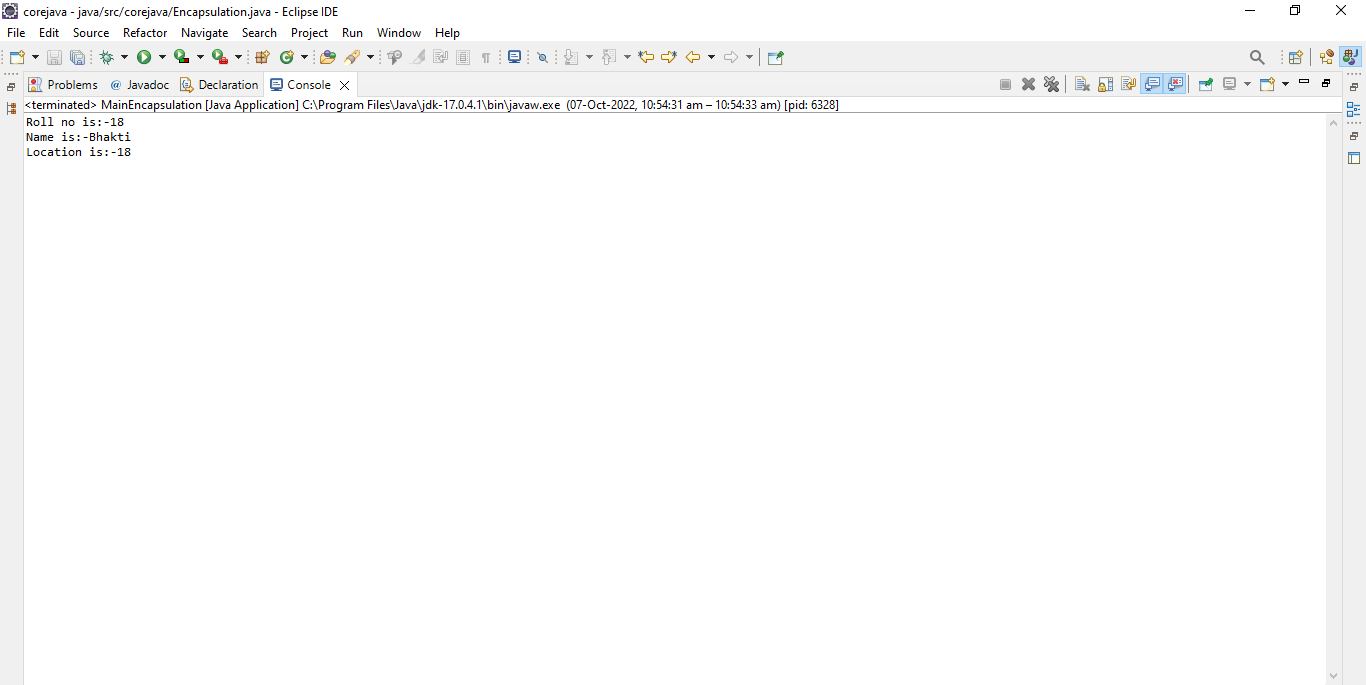 corejava - java/src/corejava/Encapsulation.java - Eclipse IDE
File Edit Source Refactor Navigate Search Project Run Window Help
Problems @ Javadoc Declaration Console
<terminated> MainEncapsulation [Java Application] C:\Program Files\Java\jdk-17.0.4.1\bin\javaw.exe (07-Oct-2022, 10:54:31 am – 10:54:33 am) [pid: 6328]
Roll no is:-18
Name is:-Bhakti
Location is:-18